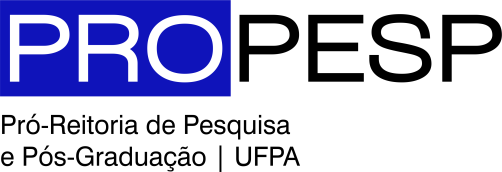 PROPESP
Pró-Reitoria de Pesquisa
e Pós-Graduação | UFPA